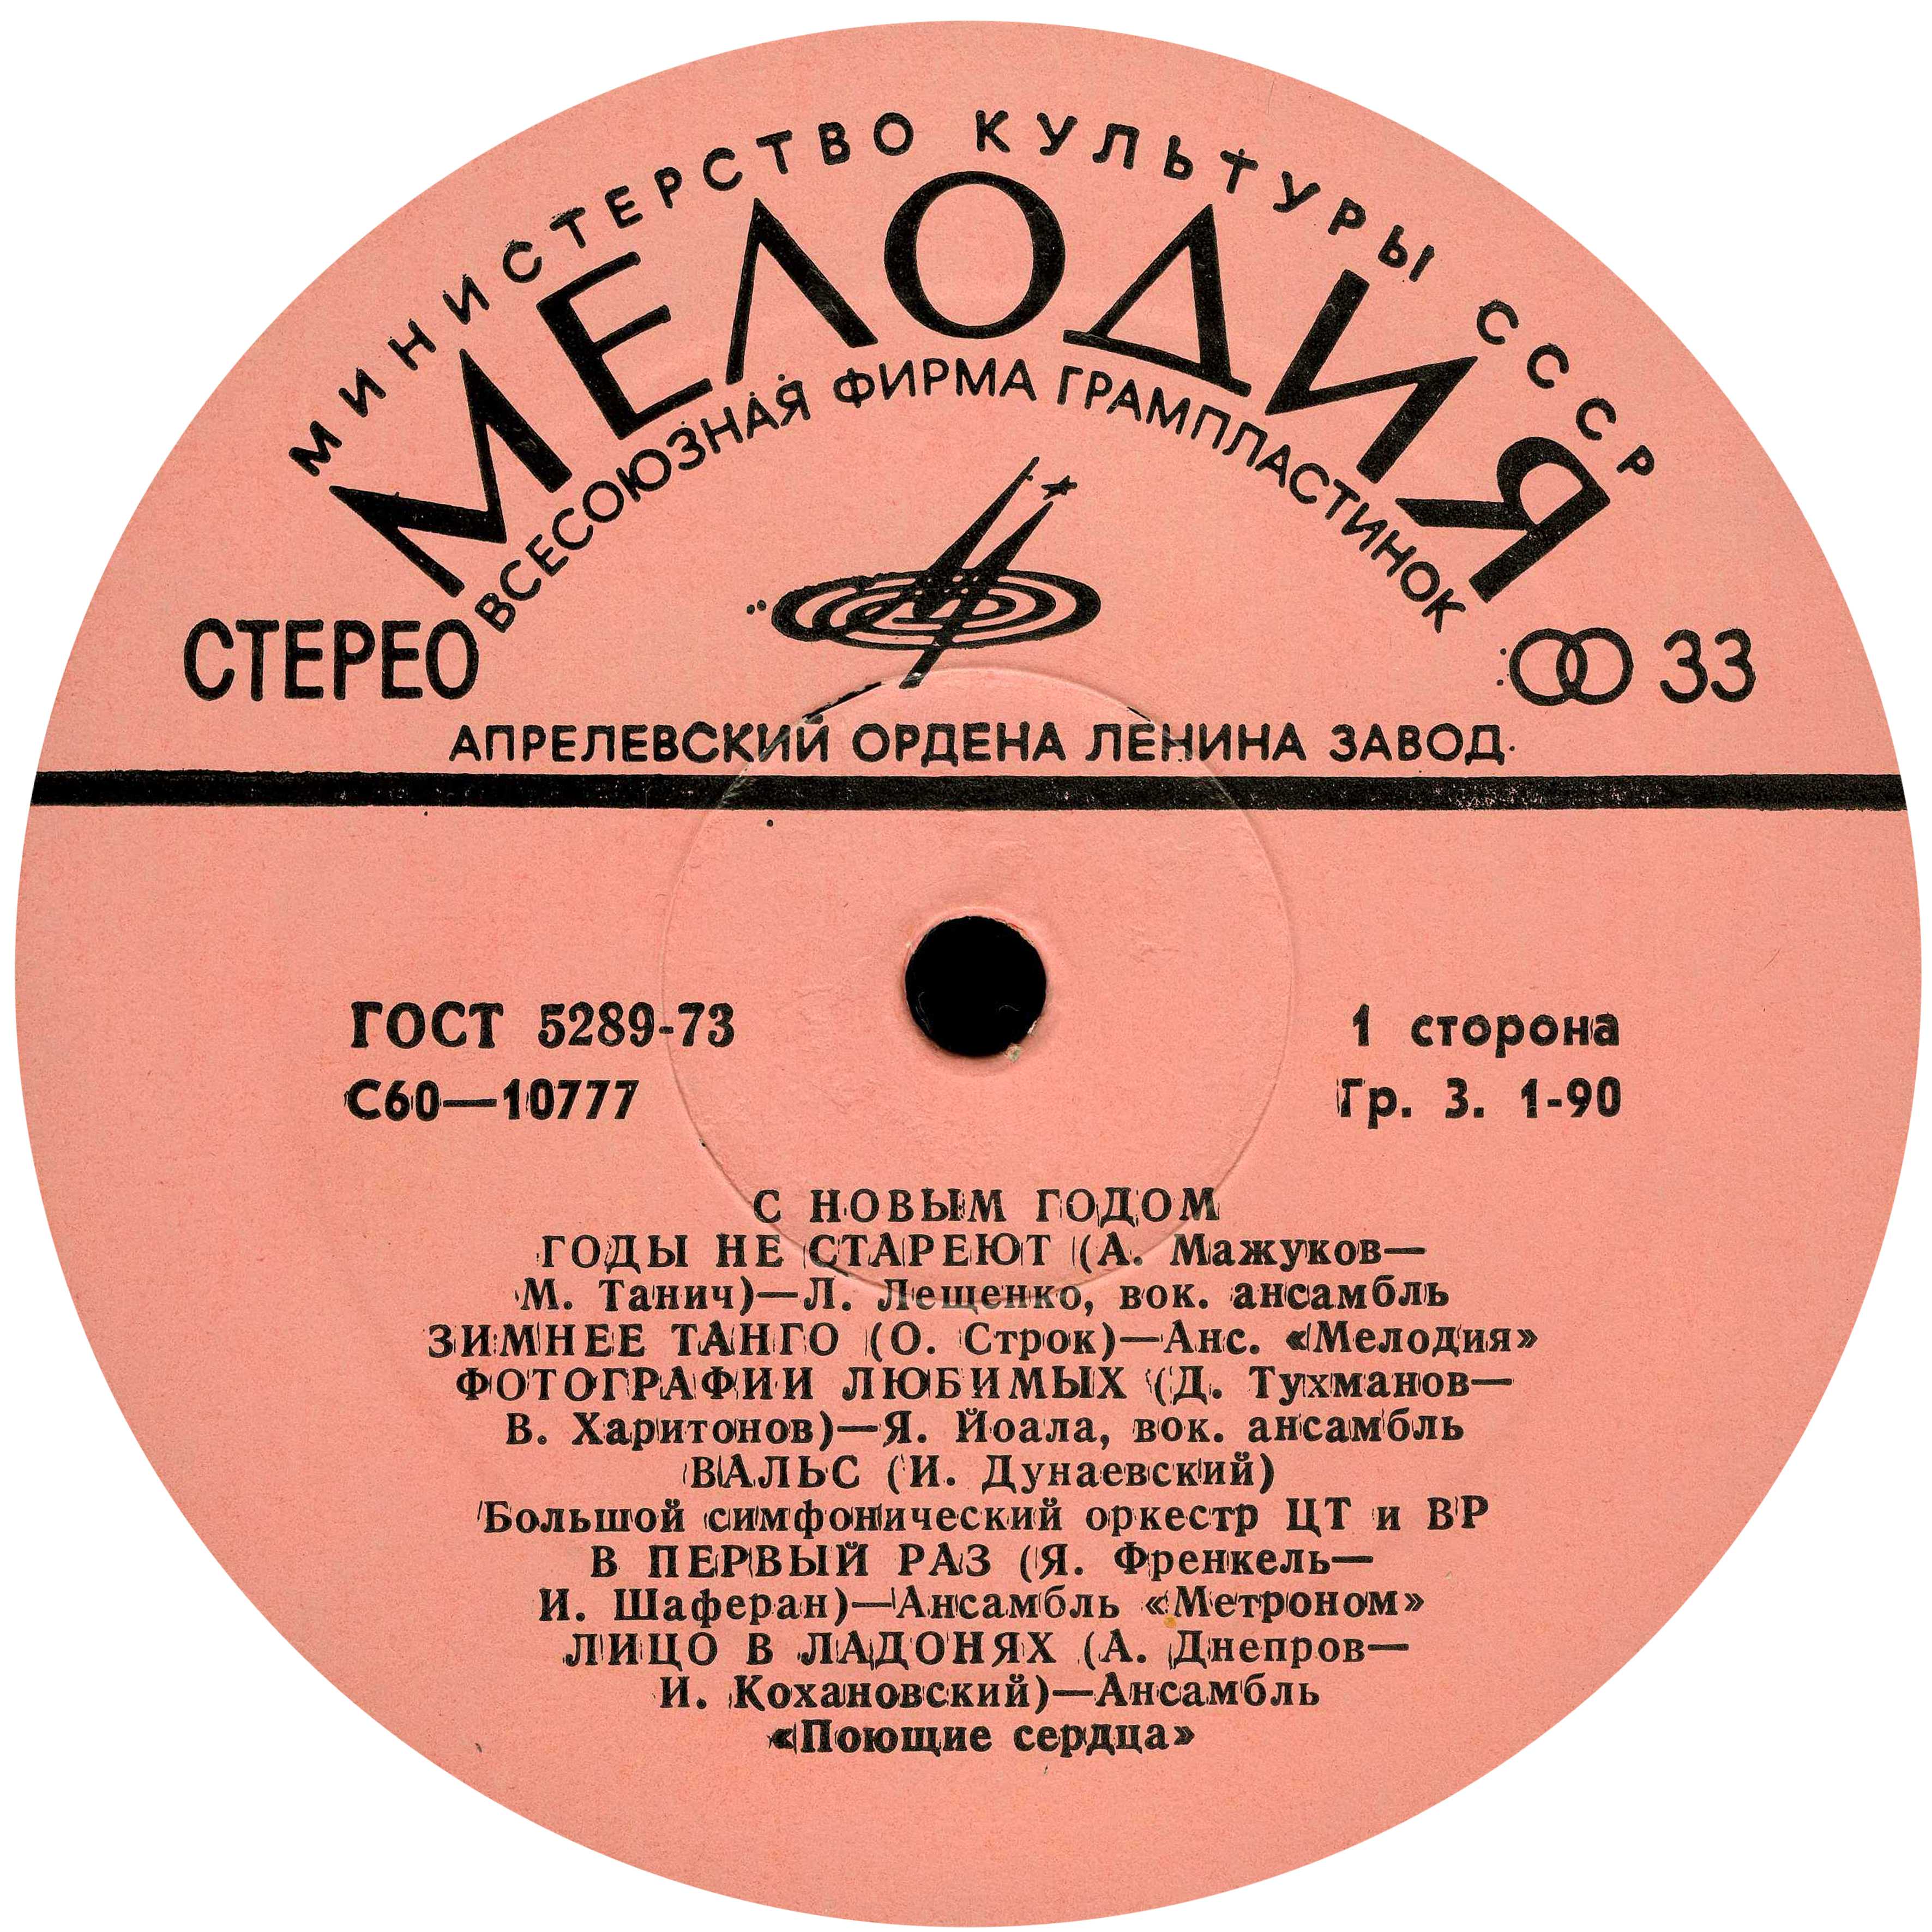 МИНИСТЕРСТВО КУЛЬТУРЫ СССР
МЕЛОДИЯ
ВСЕСОЮЗНАЯ ФИРМА ГРАМПЛАСТИНОК
СТЕРЕО
33
АПРЕЛЕВСКИЙ ОРДЕНА ЛЕНИНА ЗАВОД
ГОСТ 5289-73
1 сторона
С60—10777
Гр. 3. 1-90
С НОВЫМ ГОДОМ
ГОДЫ НЕ СТАРЕЮТ (А. Мажуков—
М. Танич)—Л. Лещенко, вок. ансамбль
ЗИМНЕЕ ТАНГО (О. Строк)—Анс. «Мелодия»
ФОТОГРАФИИ ЛЮБИМЫХ (Д. Тухманов—
В. Харитонов)—Я. Йоала, вок. ансамбль
ВАЛЬС (И. Дунаевский)
Большой симфонический оркестр ЦТ и ВР
В ПЕРВЫЙ РАЗ (Я. Френкель—
И. Шаферан)—Ансамбль «Метроном»
ЛИЦО В ЛАДОНЯХ (А. Днепров—
И. Кохановский)—Ансамбль
«Поющие сердца»